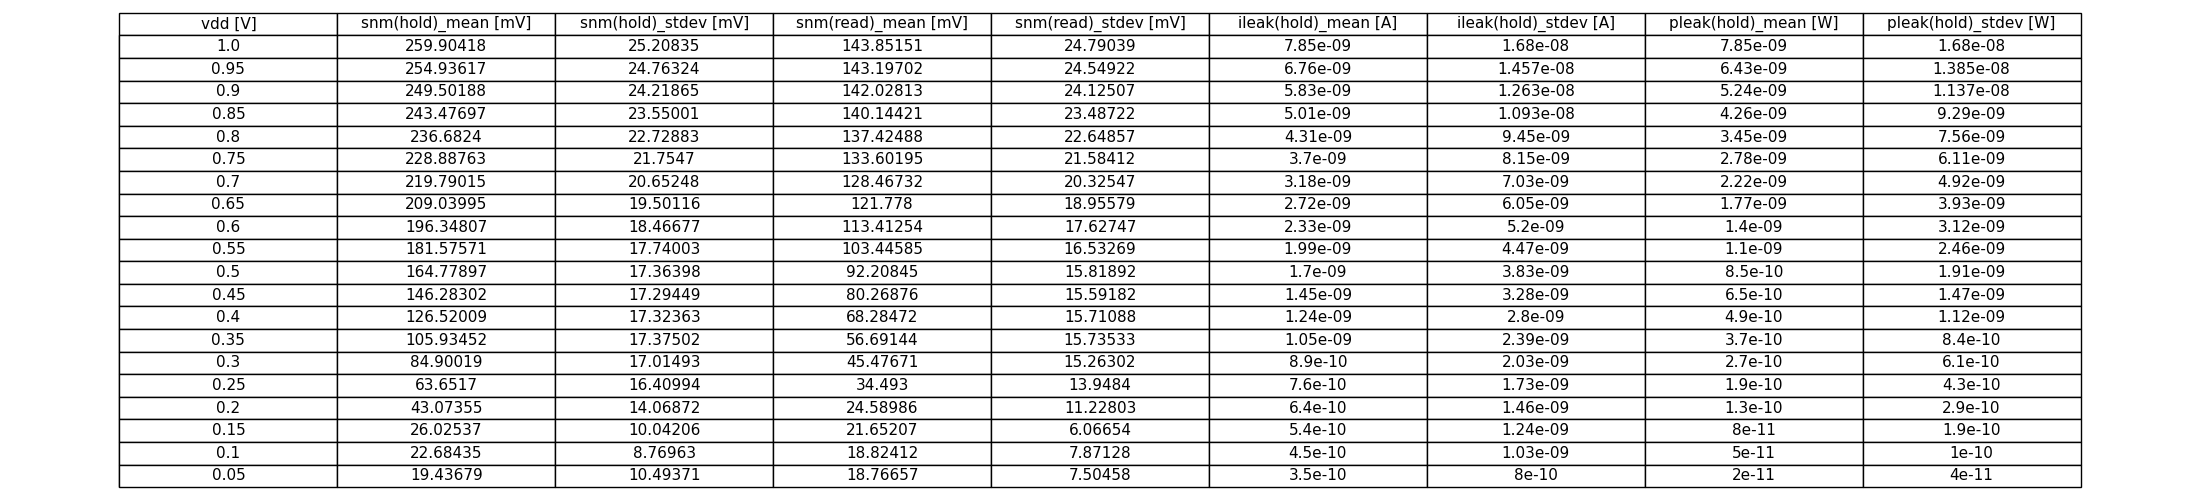 vdd [V] snm(hold)_mean [mV] snm(hold)_stdev [mV] snm(read)_mean [mV] snm(read)_stdev [mV] ileak(hold)_mean [A] ileak(hold)_stdev [A] pleak(hold)_mean [W] pleak(hold)_stdev [W]
1.0 259.90418 25.20835 143.85151 24.79039 7.85e-09 1.68e-08 7.85e-09 1.68e-08
0.95 254.93617 24.76324 143.19702 24.54922 6.76e-09 1.457e-08 6.43e-09 1.385e-08
0.9 249.50188 24.21865 142.02813 24.12507 5.83e-09 1.263e-08 5.24e-09 1.137e-08
0.85 243.47697 23.55001 140.14421 23.48722 5.01e-09 1.093e-08 4.26e-09 9.29e-09
0.8 236.6824 22.72883 137.42488 22.64857 4.31e-09 9.45e-09 3.45e-09 7.56e-09
0.75 228.88763 21.7547 133.60195 21.58412 3.7e-09 8.15e-09 2.78e-09 6.11e-09
0.7 219.79015 20.65248 128.46732 20.32547 3.18e-09 7.03e-09 2.22e-09 4.92e-09
0.65 209.03995 19.50116 121.778 18.95579 2.72e-09 6.05e-09 1.77e-09 3.93e-09
0.6 196.34807 18.46677 113.41254 17.62747 2.33e-09 5.2e-09 1.4e-09 3.12e-09
0.55 181.57571 17.74003 103.44585 16.53269 1.99e-09 4.47e-09 1.1e-09 2.46e-09
0.5 164.77897 17.36398 92.20845 15.81892 1.7e-09 3.83e-09 8.5e-10 1.91e-09
0.45 146.28302 17.29449 80.26876 15.59182 1.45e-09 3.28e-09 6.5e-10 1.47e-09
0.4 126.52009 17.32363 68.28472 15.71088 1.24e-09 2.8e-09 4.9e-10 1.12e-09
0.35 105.93452 17.37502 56.69144 15.73533 1.05e-09 2.39e-09 3.7e-10 8.4e-10
0.3 84.90019 17.01493 45.47671 15.26302 8.9e-10 2.03e-09 2.7e-10 6.1e-10
0.25 63.6517 16.40994 34.493 13.9484 7.6e-10 1.73e-09 1.9e-10 4.3e-10
0.2 43.07355 14.06872 24.58986 11.22803 6.4e-10 1.46e-09 1.3e-10 2.9e-10
0.15 26.02537 10.04206 21.65207 6.06654 5.4e-10 1.24e-09 8e-11 1.9e-10
0.1 22.68435 8.76963 18.82412 7.87128 4.5e-10 1.03e-09 5e-11 1e-10
0.05 19.43679 10.49371 18.76657 7.50458 3.5e-10 8e-10 2e-11 4e-11